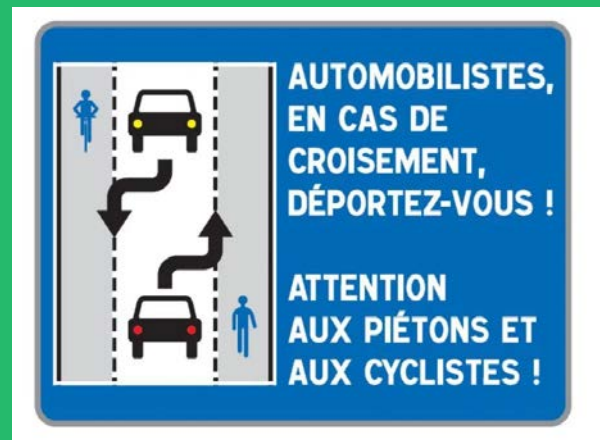 AUTOMOBILISTES,
EN CAS DE
CROISEMENT,
DÉPORTEZ-VOUS !
ATTENTION
AUX PIÉTONS ET
AUX CYCLISTES !